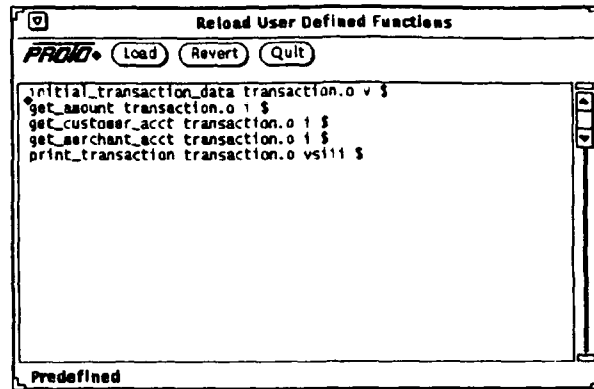 Reload User Defined Functions
PROTO+ Load Revert Quit
initial_transaction_data transaction.o v $
get_amount transaction.o i $
get_customer_acct transaction.o i $
get_merchant_acct transaction.o i $
print_transaction transaction.o vsiii $
Predefined